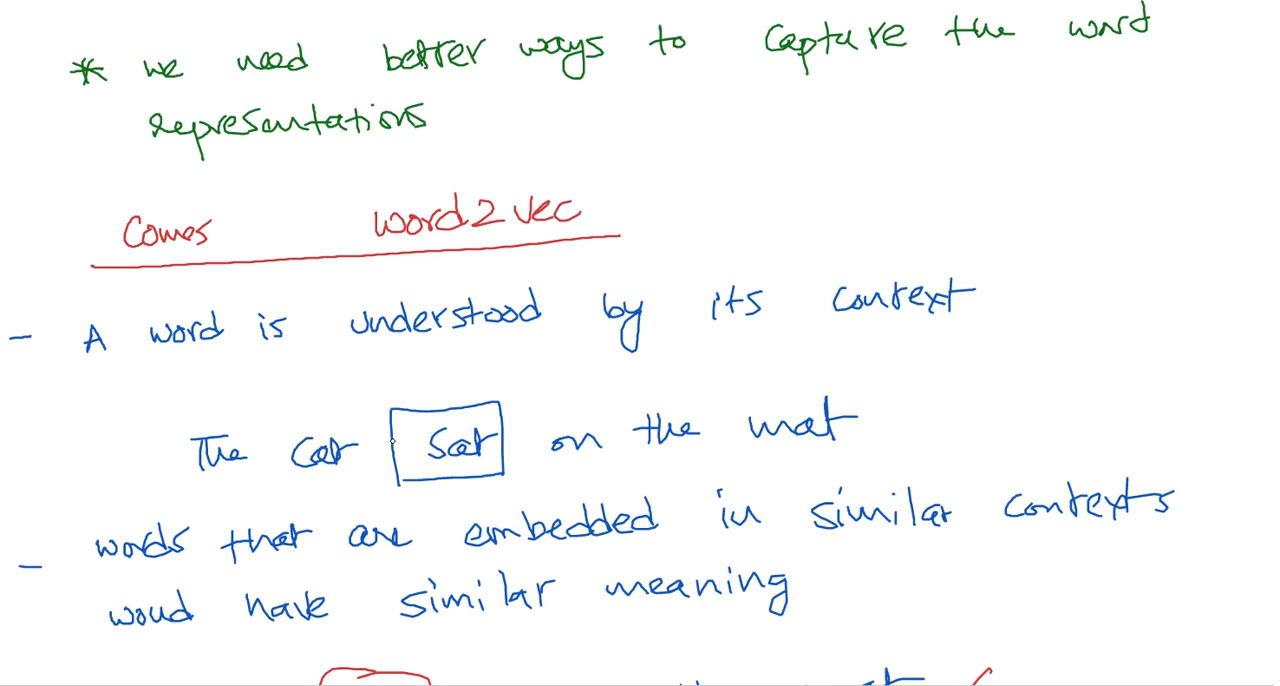 * we need better ways to capture the word
representations
Comes word2vec
- A word is understood by its context
The cat sat on the mat
- words that are embedded in similar contexts
woud have similar meaning